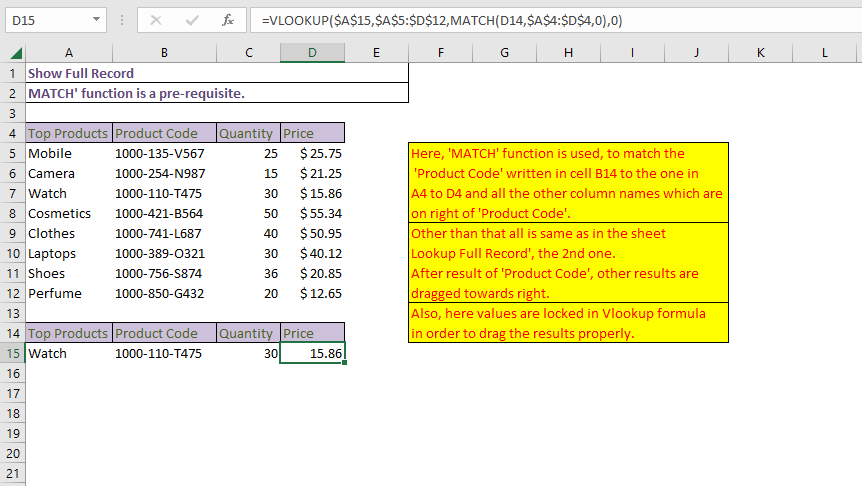 D15 =VLOOKUP($A$15,$A$5:$D$12,MATCH(D14,$A$4:$D$4,0),0)
A B C D E F G H I J K L
1 Show Full Record
2 MATCH' function is a pre-requisite.
3
4 Top Products Product Code Quantity Price
5 Mobile 1000-135-V567 25 $ 25.75 Here, 'MATCH' function is used, to match the
6 Camera 1000-254-N987 15 $ 21.25 'Product Code' written in cell B14 to the one in
7 Watch 1000-110-T475 30 $ 15.86 A4 to D4 and all the other column names which are
8 Cosmetics 1000-421-B564 50 $ 55.34 on right of 'Product Code'.
9 Clothes 1000-741-L687 40 $ 50.95 Other than that all is same as in the sheet
10 Laptops 1000-389-O321 30 $ 40.12 Lookup Full Record', the 2nd one.
11 Shoes 1000-756-S874 36 $ 20.85 After result of 'Product Code', other results are
12 Perfume 1000-850-G432 20 $ 12.65 dragged towards right.
13 Also, here values are locked in Vlookup formula
14 Top Products Product Code Quantity Price in order to drag the results properly.
15 Watch 1000-110-T475 30 15.86
16
17
18
19
20
21